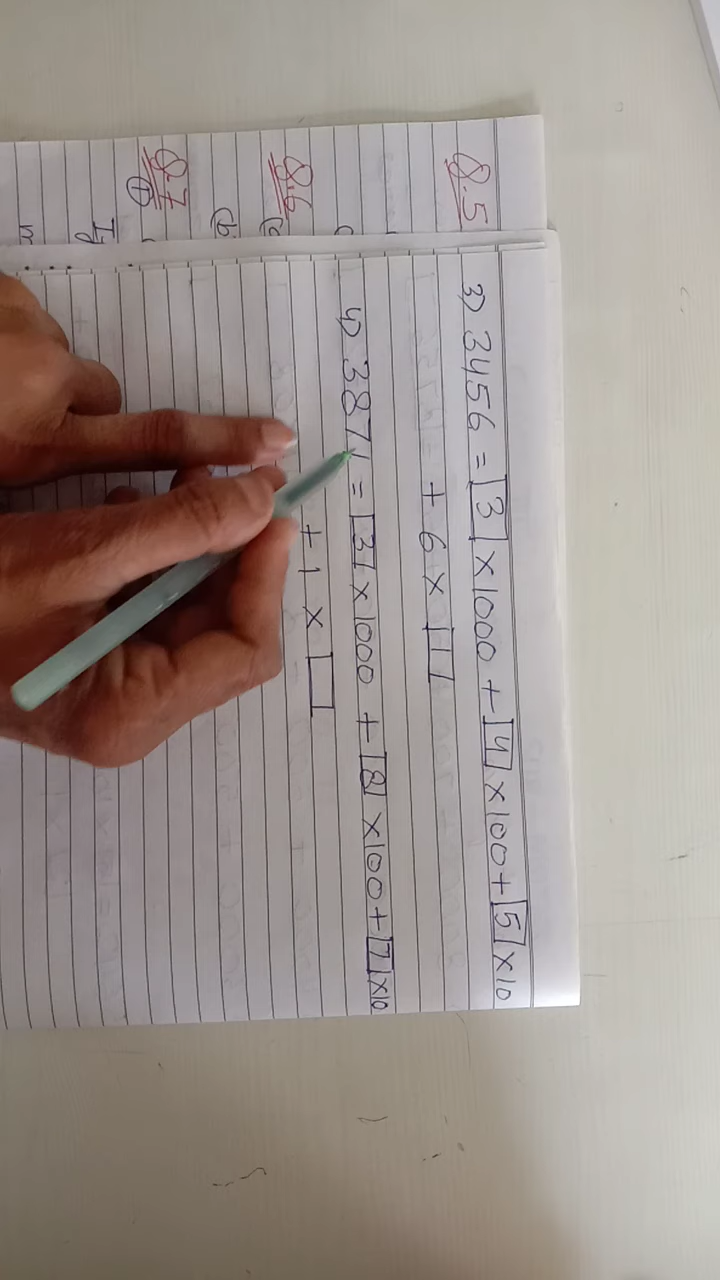 3) 3456 = 3 × 1000 + 4 × 100 + 5 × 10
+ 6 × 1
4) 3871 = 3 × 1000 + 8 × 100 + 7 × 10
+ 1 × □
Q.5
Q.6
(b
Q.7
①